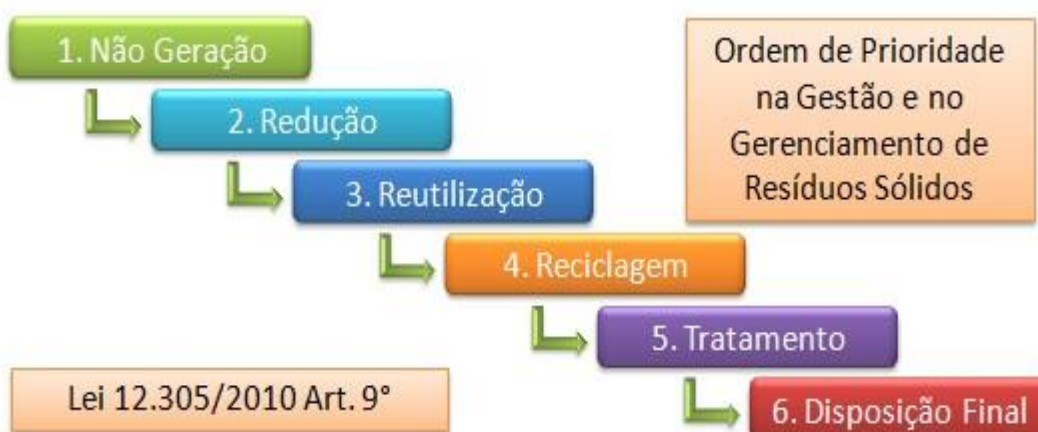 1. Não Geração
2. Redução
3. Reutilização
4. Reciclagem
5. Tratamento
6. Disposição Final
Ordem de Prioridade
na Gestão e no
Gerenciamento de
Resíduos Sólidos
Lei 12.305/2010 Art. 9°